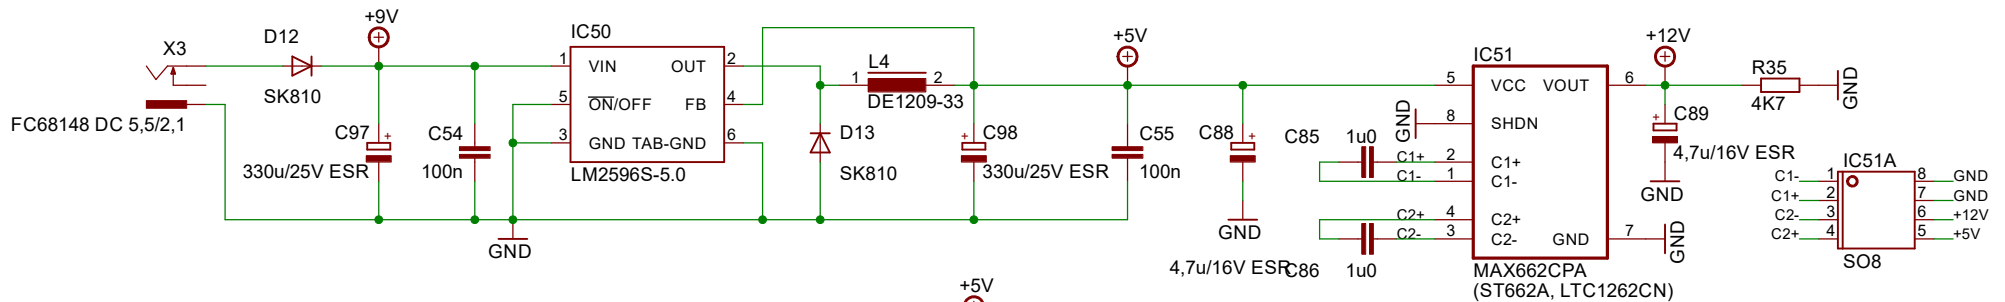 X3
FC68148 DC 5,5/2,1
D12
SK810
+9V
C97
+
330u/25V ESR
C54
100n
IC50
1 VIN OUT 2
5 ON/OFF FB 4
3 GND TAB-GND 6
LM2596S-5.0
GND
D13
SK810
L4
1 2
DE1209-33
C98
+
330u/25V ESR
+5V
C55
100n
C88
+
GND
4,7u/16V ESR
+5V
C85
1u0
C1+
C1-
C2+
C2-
C86
1u0
IC51
5 VCC VOUT 6
GND 8 SHDN
2 C1+
1 C1-
4 C2+
3 C2- GND 7 GND
MAX662CPA
(ST662A, LTC1262CN)
+12V
R35
4K7
GND
C89
+
4,7u/16V ESR
GND
IC51A
C1- 1 8 GND
C1+ 2 7 GND
C2- 3 6 +12V
C2+ 4 5 +5V
SO8